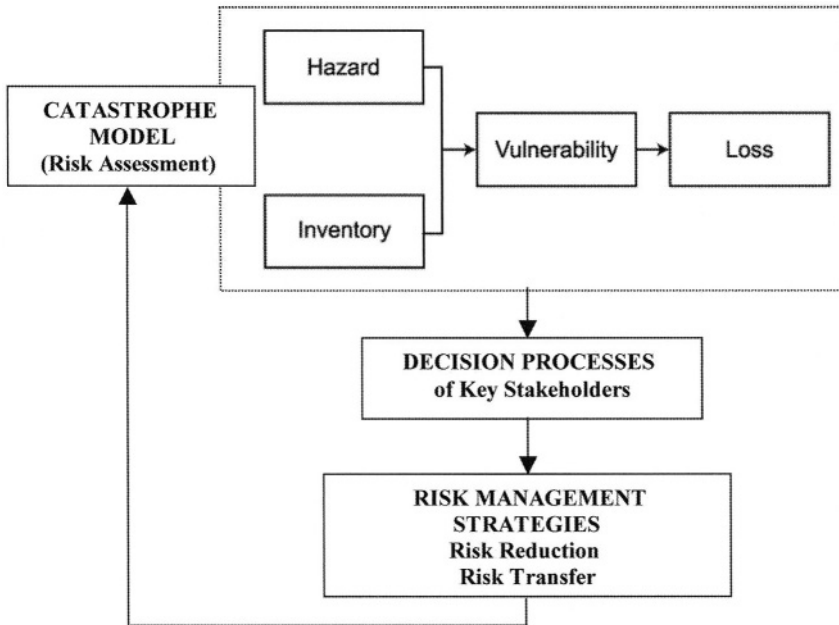 Hazard
CATASTROPHE
MODEL
(Risk Assessment)
Vulnerability
Loss
Inventory
DECISION PROCESSES
of Key Stakeholders
RISK MANAGEMENT
STRATEGIES
Risk Reduction
Risk Transfer